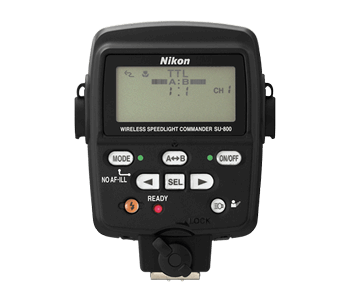 Nikon
TTL
A:B
1:1 CH 1
WIRELESS SPEEDLIGHT COMMANDER SU-800
MODE A↔B ON/OFF
NO AF-ILL
SEL
READY
LOCK